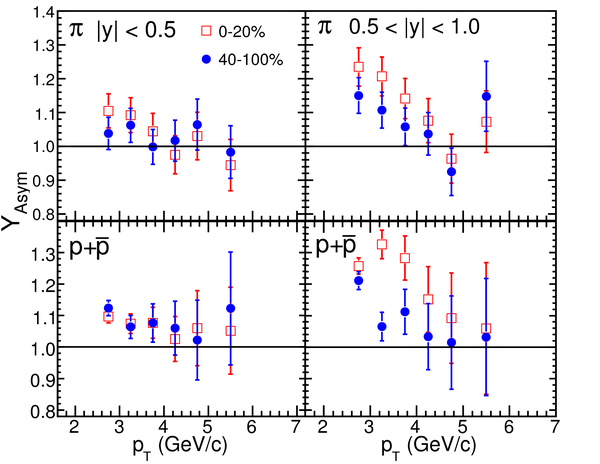 π |y| < 0.5
0-20%
40-100%
π 0.5 < |y| < 1.0
1.4
1.3
1.2
1.1
1.0
0.9
0.8
Y_Asym
p+p̅
p+p̅
1.3
1.2
1.1
1.0
0.9
0.8
2 3 4 5 6 7
2 3 4 5 6 7
p_T (GeV/c)
p_T (GeV/c)